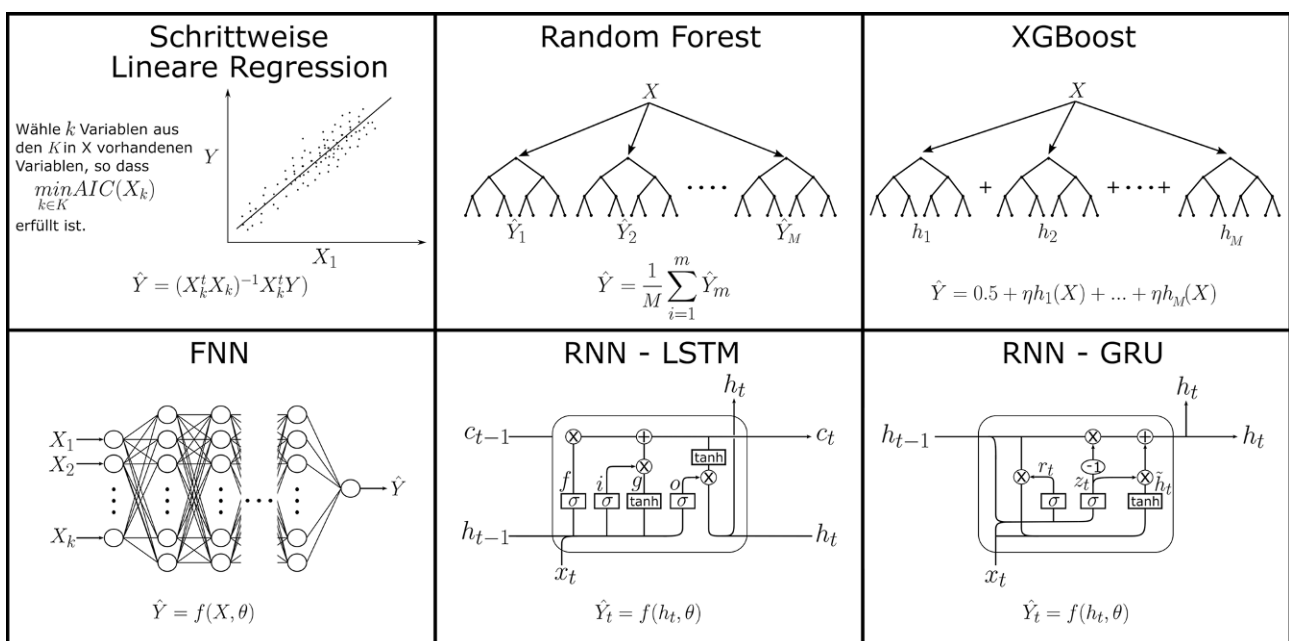 Schrittweise
Lineare Regression
Wähle k Variablen aus
den K in X vorhandenen
Variablen, so dass
min AIC(X_k)
k∈K
erfüllt ist.
Y
X_1
Ŷ = (X_k^t X_k)^{-1} X_k^t Y)
Random Forest
X
Ŷ_1 Ŷ_2 .... Ŷ_M
Ŷ = \frac{1}{M} \sum_{i=1}^{m} Ŷ_m
XGBoost
X
+ +····+
h_1 h_2 h_M
Ŷ = 0.5 + ηh_1(X) + ... + ηh_M(X)
FNN
X_1
X_2
X_k
Ŷ
Ŷ = f(X, θ)
RNN - LSTM
h_t
c_{t-1} × + c_t
tanh
f i g o ×
σ σ tanh σ
h_{t-1} h_t
x_t
Ŷ_t = f(h_t, θ)
RNN - GRU
h_t
h_{t-1} × + h_t
× r_t z_t -1 × h̃_t
σ σ tanh
x_t
Ŷ_t = f(h_t, θ)